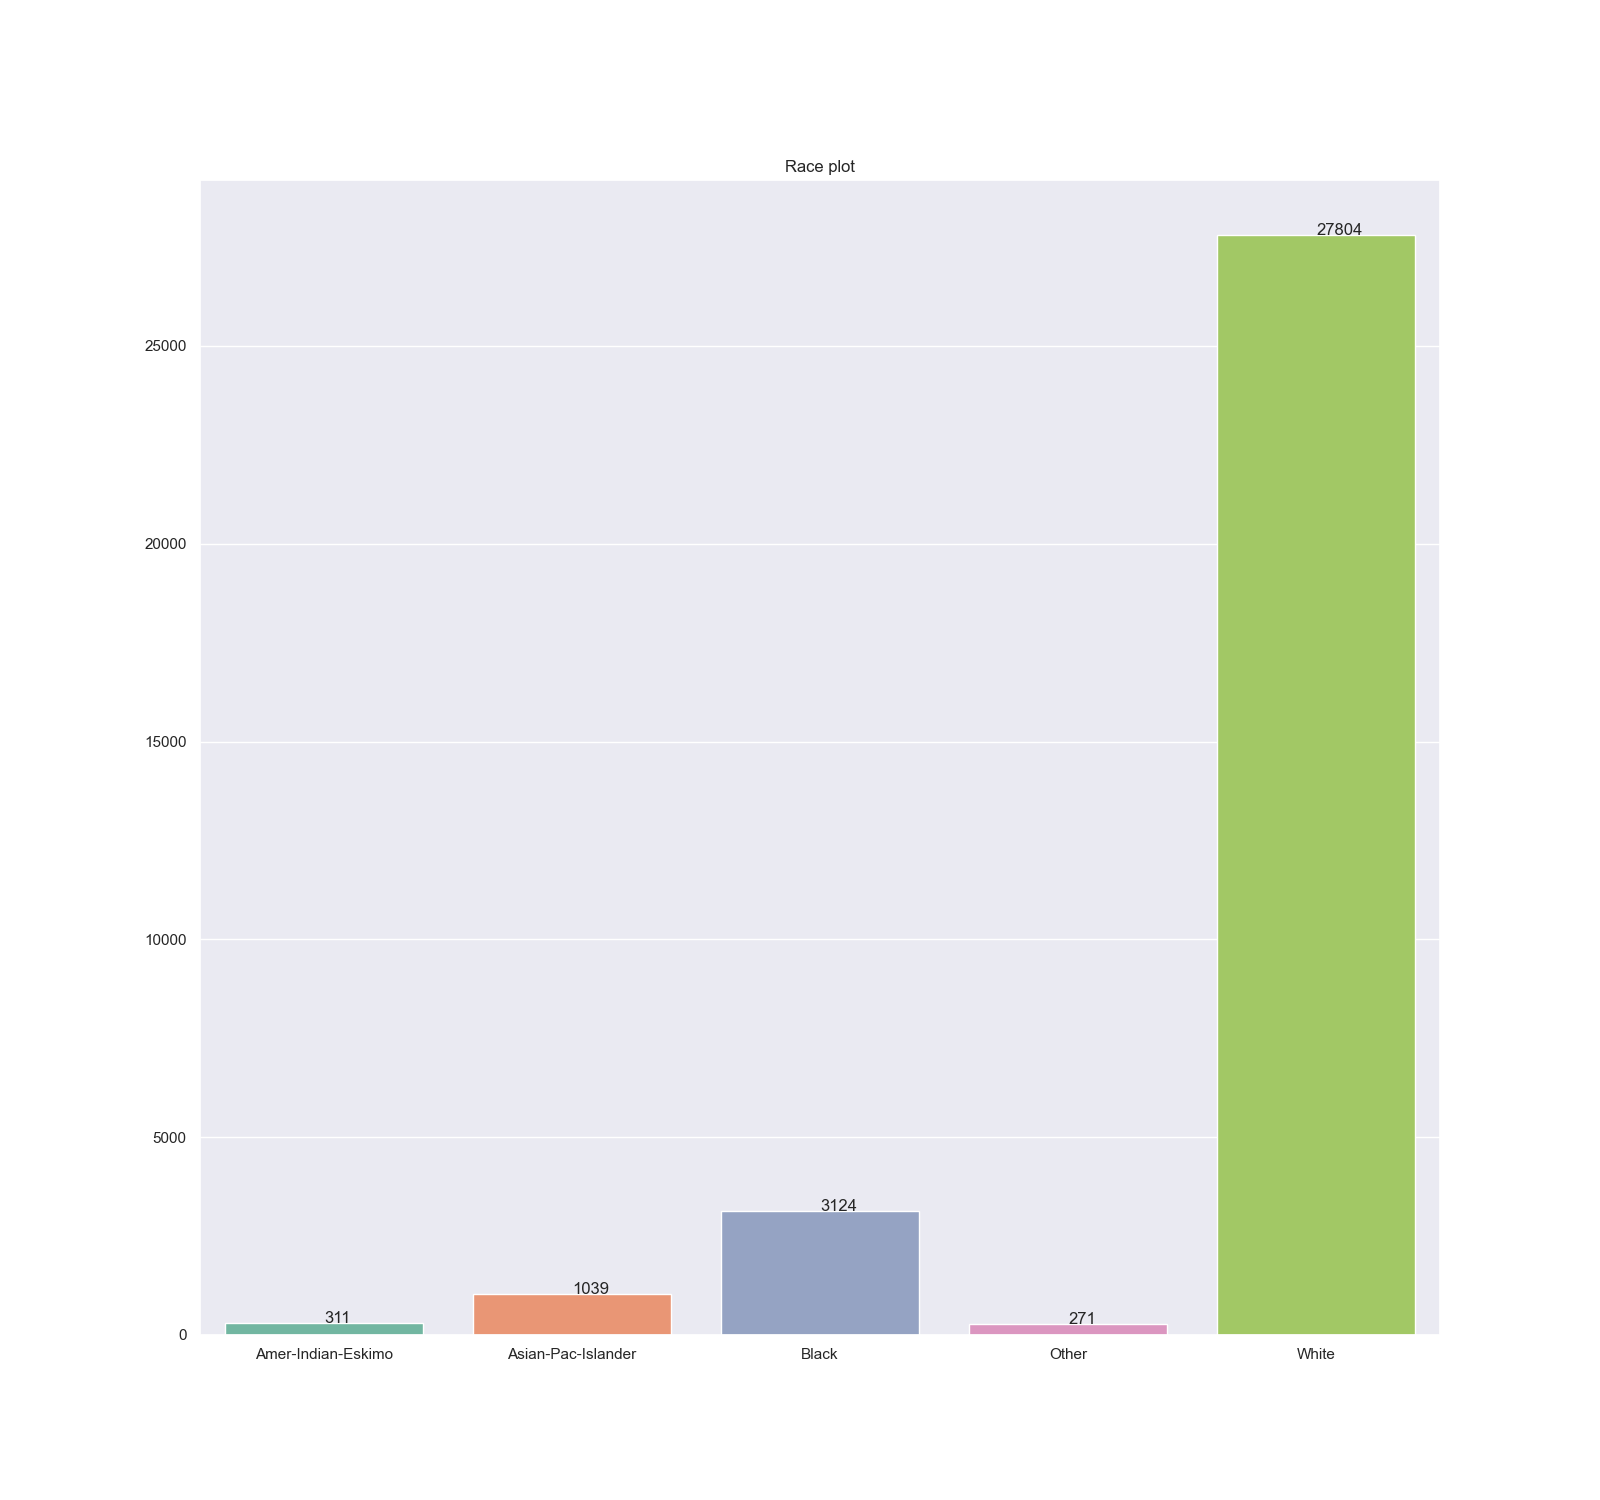 Race plot
27804
25000
20000
15000
10000
5000
3124
1039
311
271
0
Amer-Indian-Eskimo
Asian-Pac-Islander
Black
Other
White